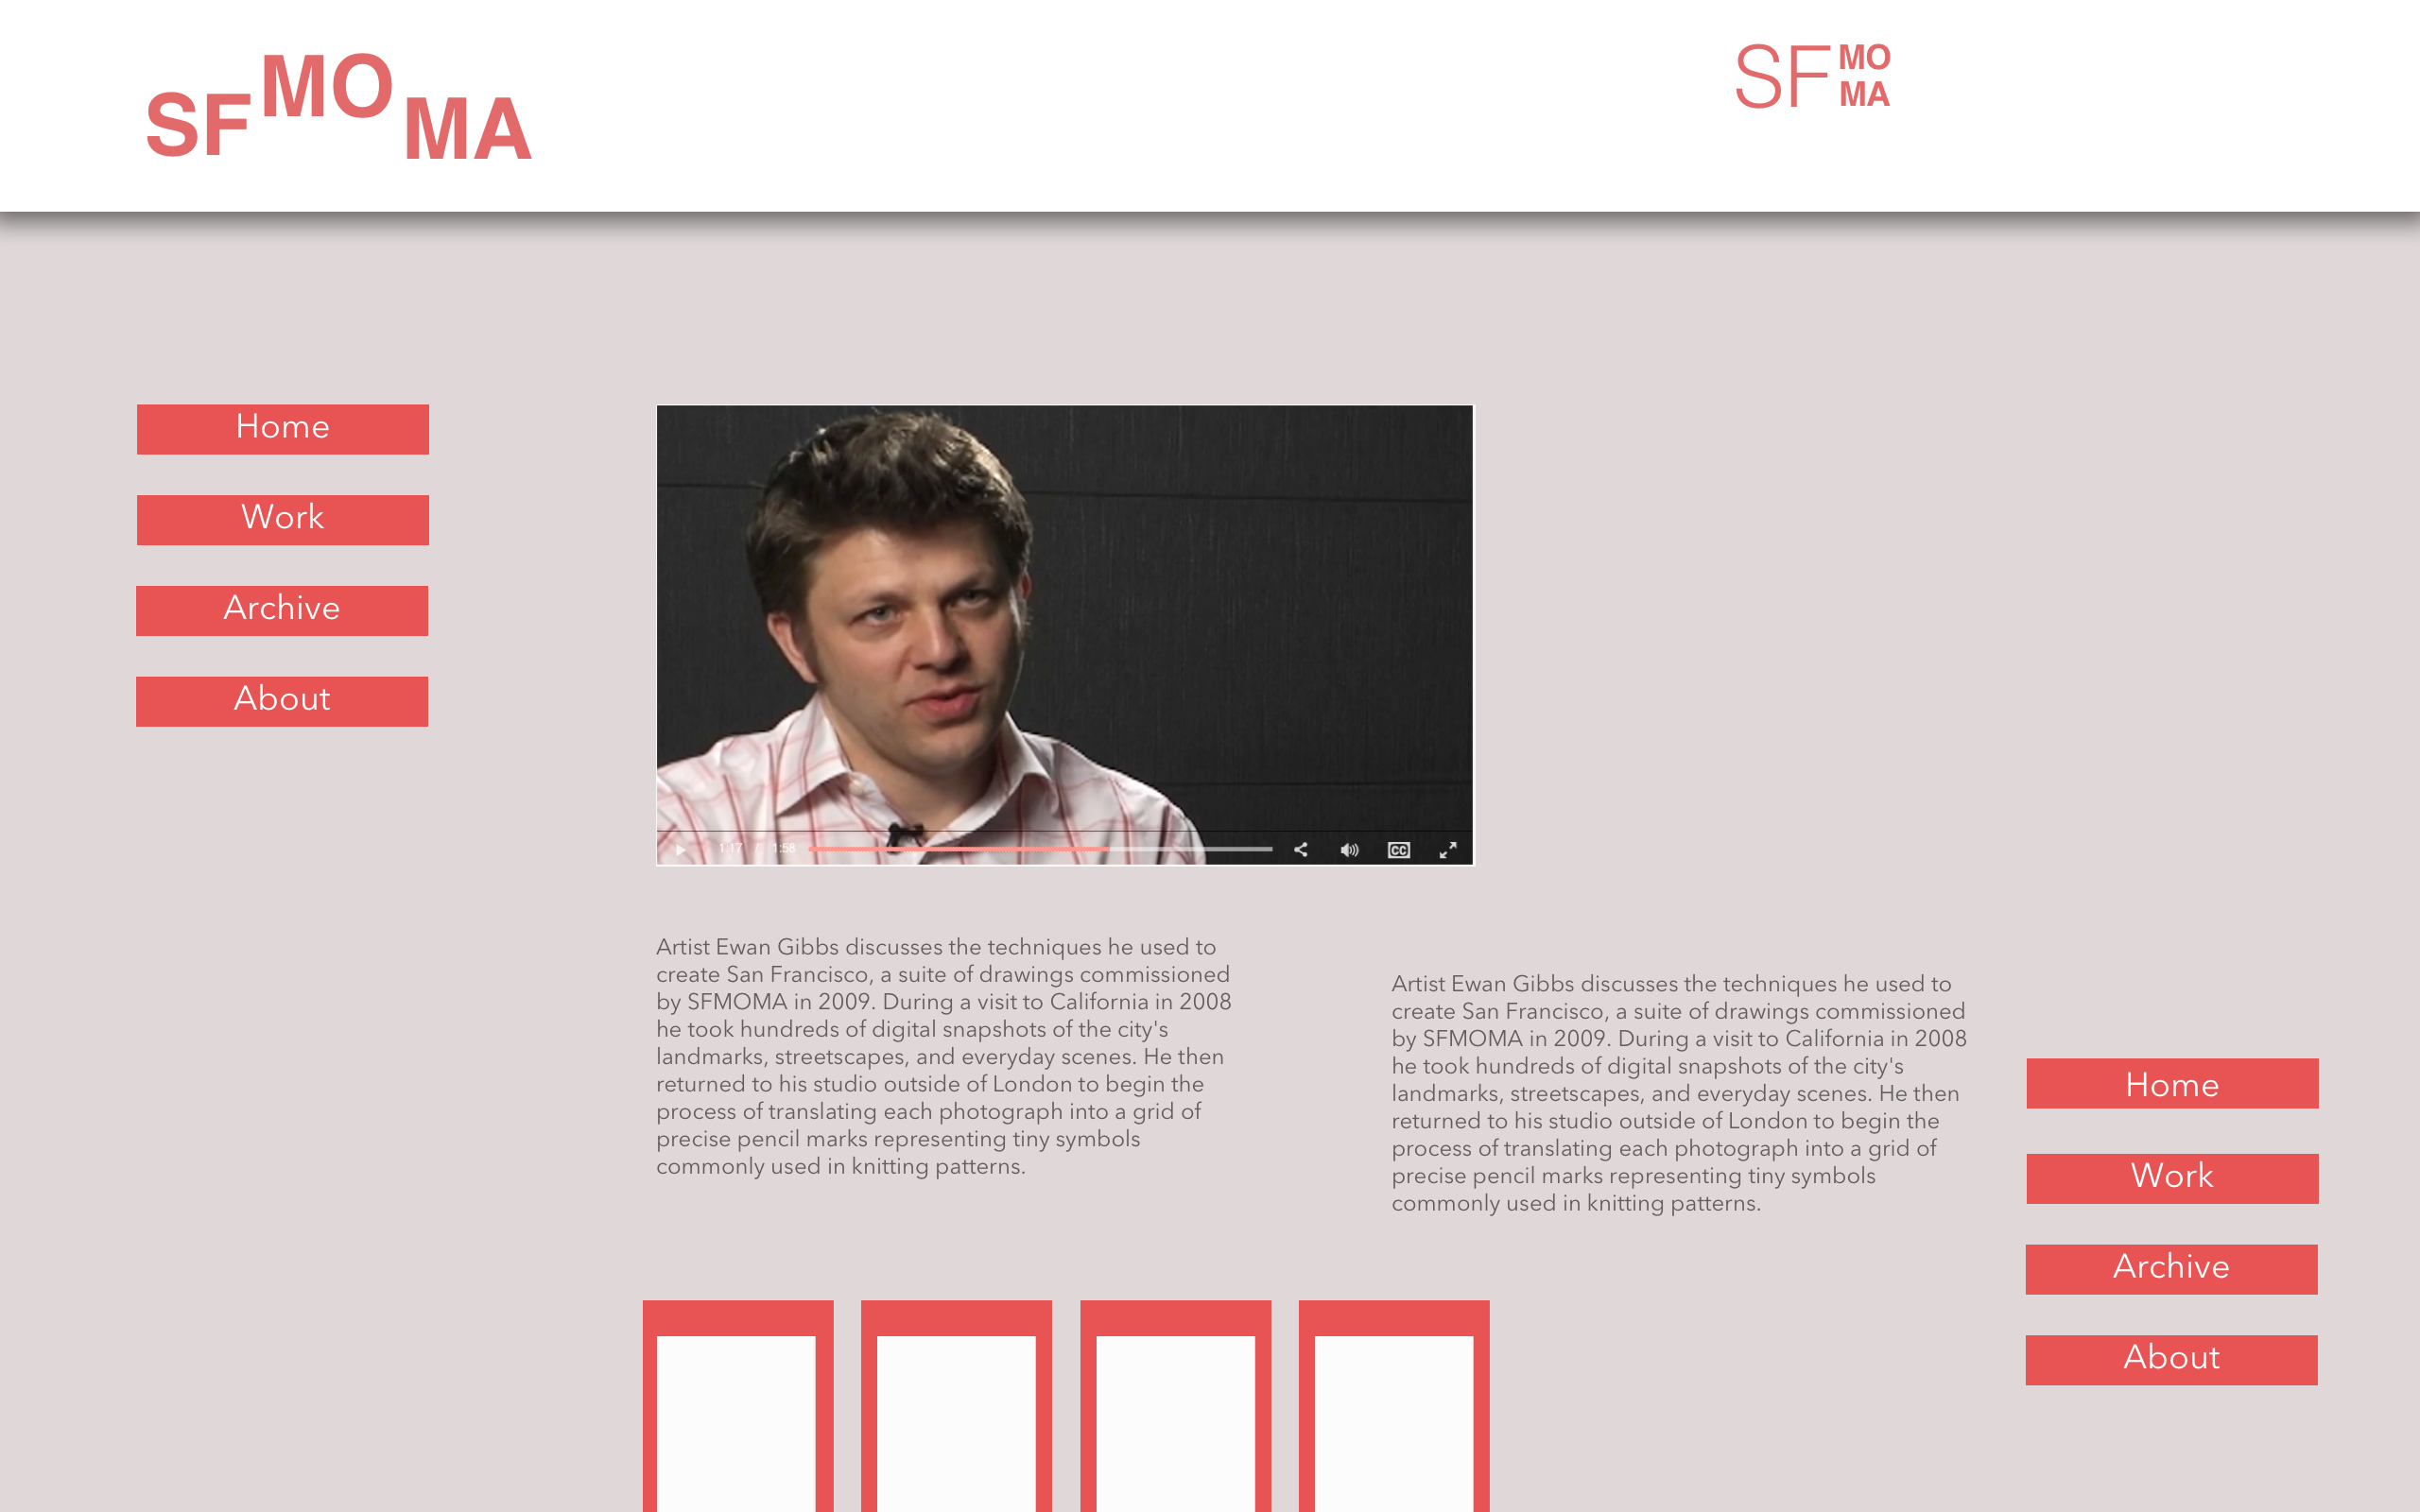 SFMOMA
SF MO
MA
Home
Work
Archive
About
1:17 / 1:58
CC
Artist Ewan Gibbs discusses the techniques he used to
create San Francisco, a suite of drawings commissioned
by SFMOMA in 2009. During a visit to California in 2008
he took hundreds of digital snapshots of the city's
landmarks, streetscapes, and everyday scenes. He then
returned to his studio outside of London to begin the
process of translating each photograph into a grid of
precise pencil marks representing tiny symbols
commonly used in knitting patterns.
Artist Ewan Gibbs discusses the techniques he used to
create San Francisco, a suite of drawings commissioned
by SFMOMA in 2009. During a visit to California in 2008
he took hundreds of digital snapshots of the city's
landmarks, streetscapes, and everyday scenes. He then
returned to his studio outside of London to begin the
process of translating each photograph into a grid of
precise pencil marks representing tiny symbols
commonly used in knitting patterns.
Home
Work
Archive
About